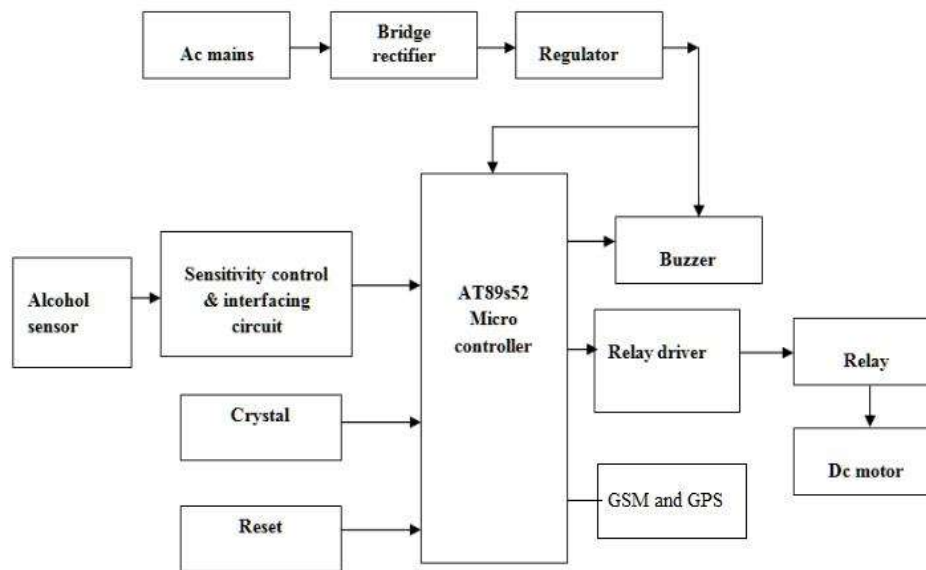 Ac mains
Bridge
rectifier
Regulator
Alcohol
sensor
Sensitivity control
& interfacing
circuit
AT89s52
Micro
controller
Buzzer
Relay driver
Relay
Crystal
Dc motor
GSM and GPS
Reset